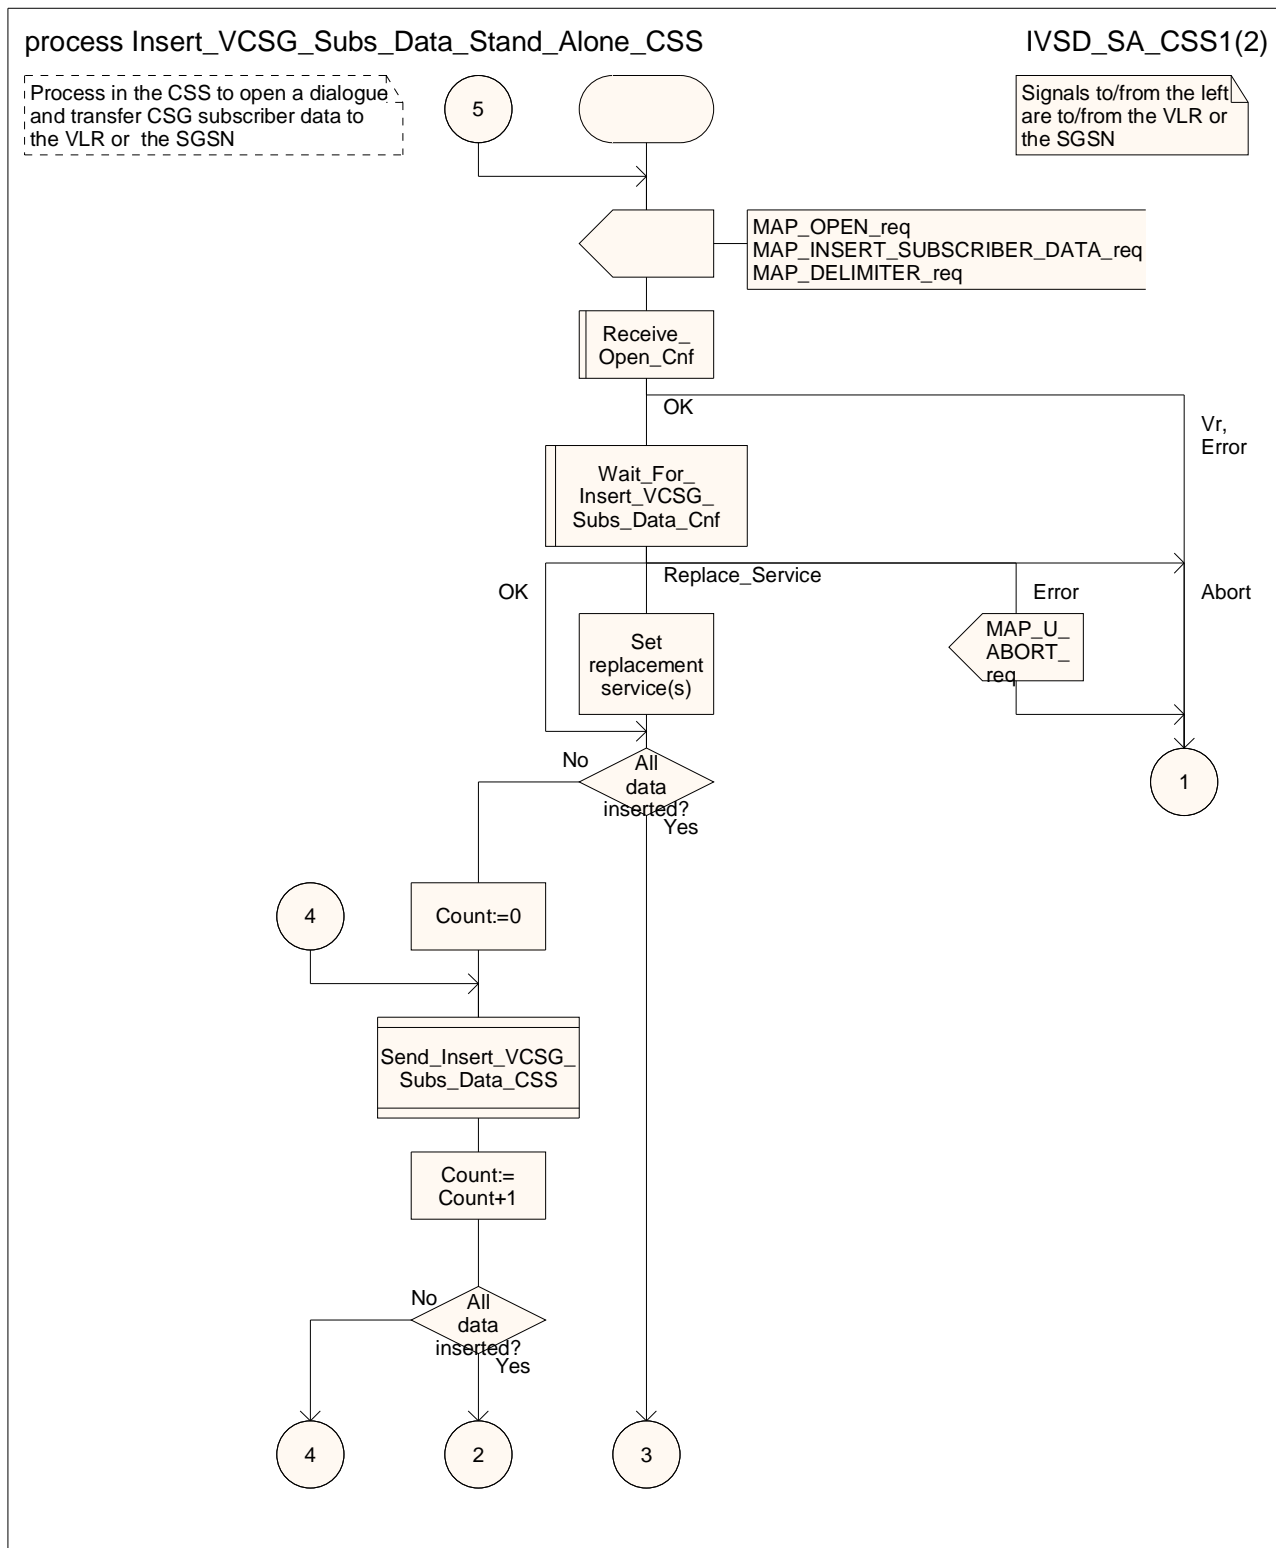 process Insert_VCSG_Subs_Data_Stand_Alone_CSS
IVSD_SA_CSS1(2)
Process in the CSS to open a dialogue
and transfer CSG subscriber data to
the VLR or the SGSN
5
Signals to/from the left
are to/from the VLR or
the SGSN
MAP_OPEN_req
MAP_INSERT_SUBSCRIBER_DATA_req
MAP_DELIMITER_req
Receive_
Open_Cnf
OK
Vr,
Error
Wait_For_
Insert_VCSG_
Subs_Data_Cnf
OK
Replace_Service
Error
Abort
Set
replacement
service(s)
MAP_U_
ABORT_
req
No
All
data
inserted?
Yes
1
4
Count:=0
Send_Insert_VCSG_
Subs_Data_CSS
Count:=
Count+1
No
All
data
inserted?
Yes
4
2
3